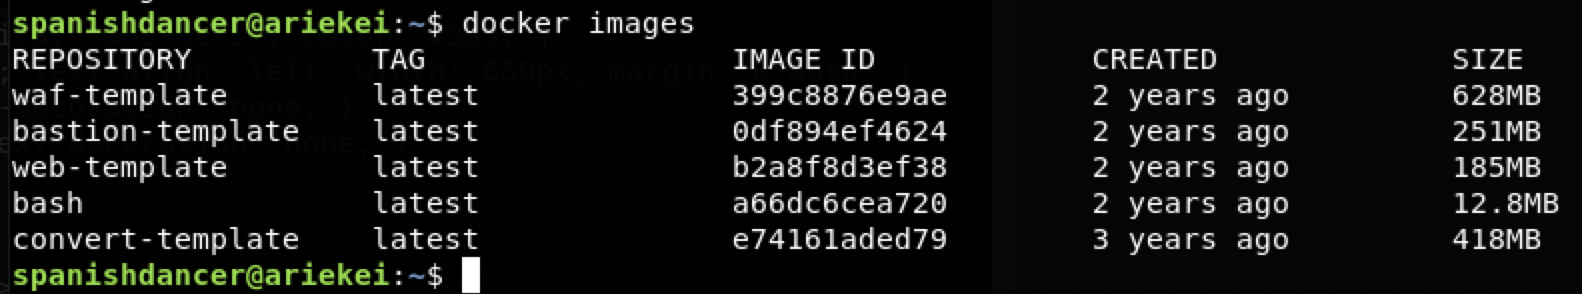 spanishdancer@ariekei:~$ docker images
REPOSITORY TAG IMAGE ID CREATED SIZE
waf-template latest 399c8876e9ae 2 years ago 628MB
bastion-template latest 0df894ef4624 2 years ago 251MB
web-template latest b2a8f8d3ef38 2 years ago 185MB
bash latest a66dc6cea720 2 years ago 12.8MB
convert-template latest e74161aded79 3 years ago 418MB
spanishdancer@ariekei:~$